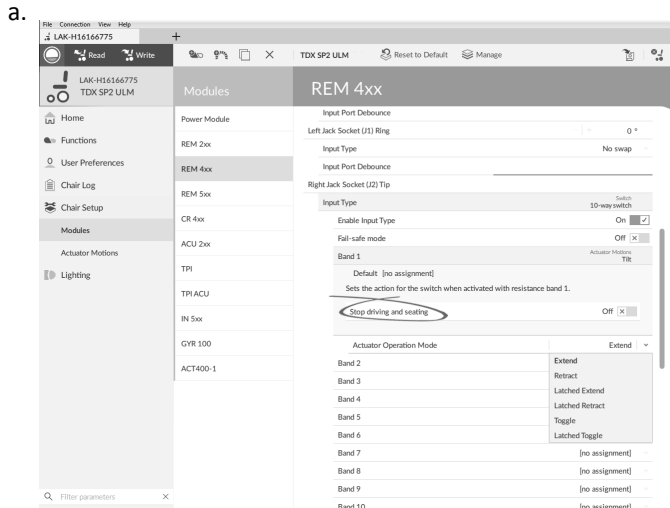 a.
File Connection View Help
LAK-H16166775 +
Read Write TDX SP2 ULM Reset to Default Manage
LAK-H16166775
TDX SP2 ULM
Home
Functions
User Preferences
Chair Log
Chair Setup
Modules
Actuator Motions
Lighting
Filter parameters
Modules
Power Module
REM 2xx
REM 4xx
REM 5xx
CR 4xx
ACU 2xx
TPI
TPI ACU
IN 5xx
GYR 100
ACT400-1
REM 4xx
Input Port Debounce
Left Jack Socket (J1) Ring 0 °
Input Type No swap
Input Port Debounce
Right Jack Socket (J2) Tip
Input Type Switch
10-way switch
Enable Input Type On
Fail-safe mode Off
Band 1 Actuator Motions
Tilt
Default [no assignment]
Sets the action for the switch when activated with resistance band 1.
Stop driving and seating Off
Actuator Operation Mode Extend
Extend
Retract
Latched Extend
Latched Retract
Toggle
Latched Toggle
Band 2
Band 3
Band 4
Band 5
Band 6
Band 7 [no assignment]
Band 8 [no assignment]
Band 9 [no assignment]
Band 10 [no assignment]